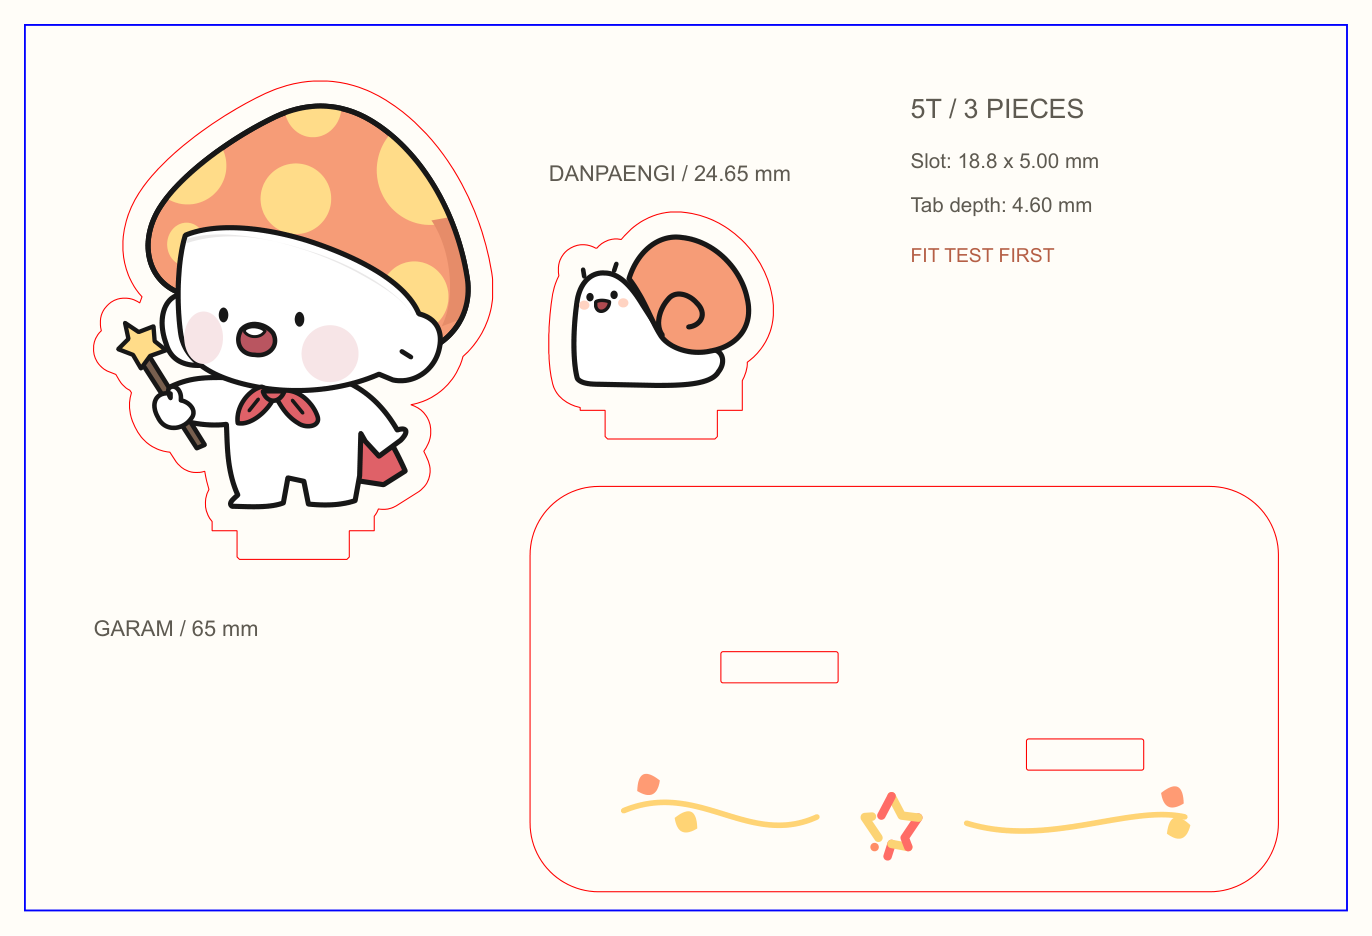 5T / 3 PIECES
DANPAENGI / 24.65 mm
Slot: 18.8 x 5.00 mm
Tab depth: 4.60 mm
FIT TEST FIRST
GARAM / 65 mm